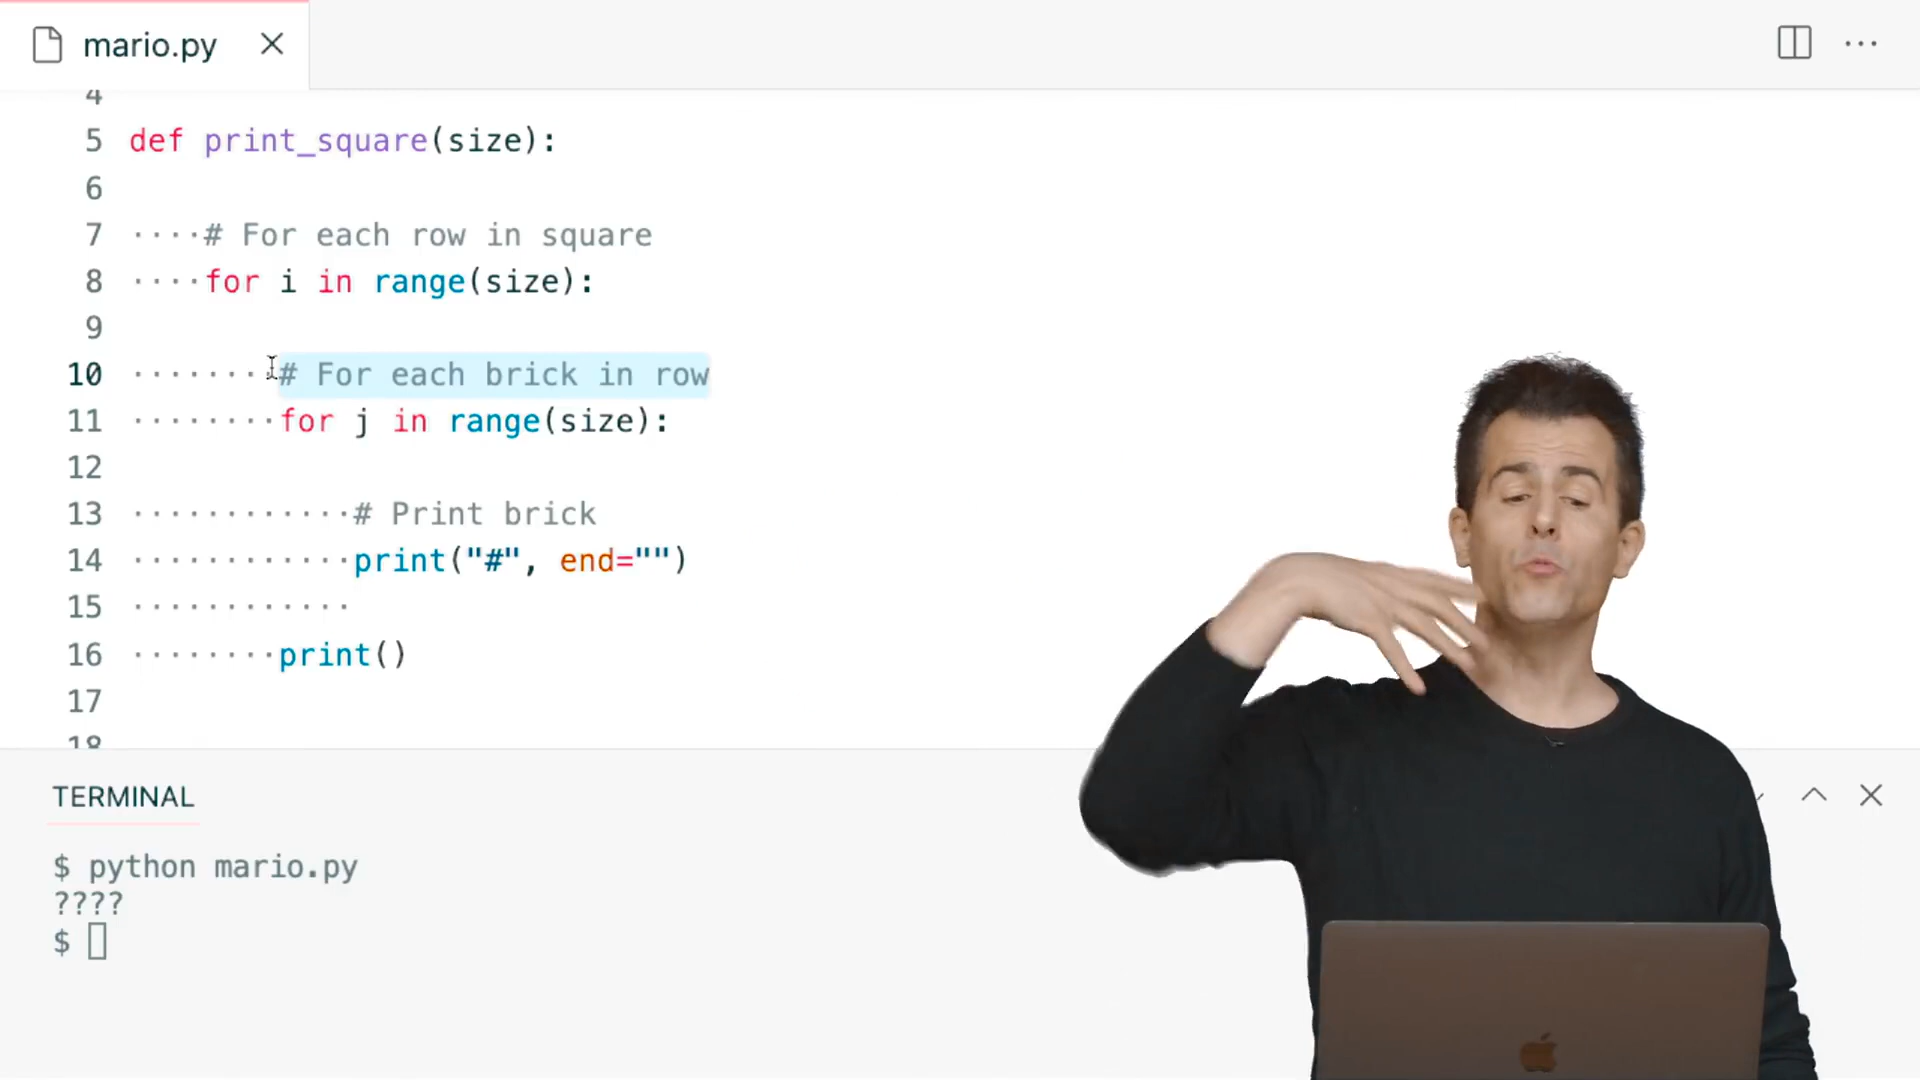 mario.py
4
5 def print_square(size):
6
7 ····# For each row in square
8 ····for i in range(size):
9
10 ········# For each brick in row
11 ········for j in range(size):
12
13 ············# Print brick
14 ············print("#", end="")
15 ············
16 ········print()
17
18
TERMINAL
$ python mario.py
????
$